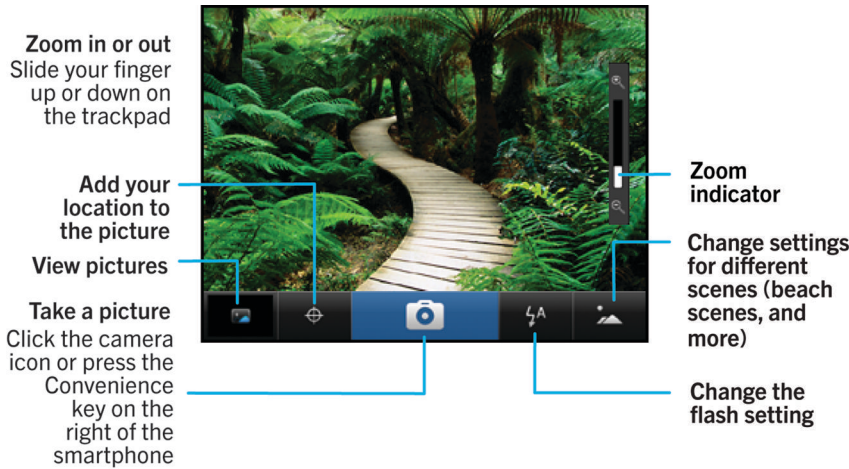 Zoom in or out
Slide your finger
up or down on
the trackpad
Add your
location to
the picture
View pictures
Take a picture
Click the camera
icon or press the
Convenience
key on the
right of the
smartphone
A
Zoom
indicator
Change settings
for different
scenes (beach
scenes, and
more)
Change the
flash setting